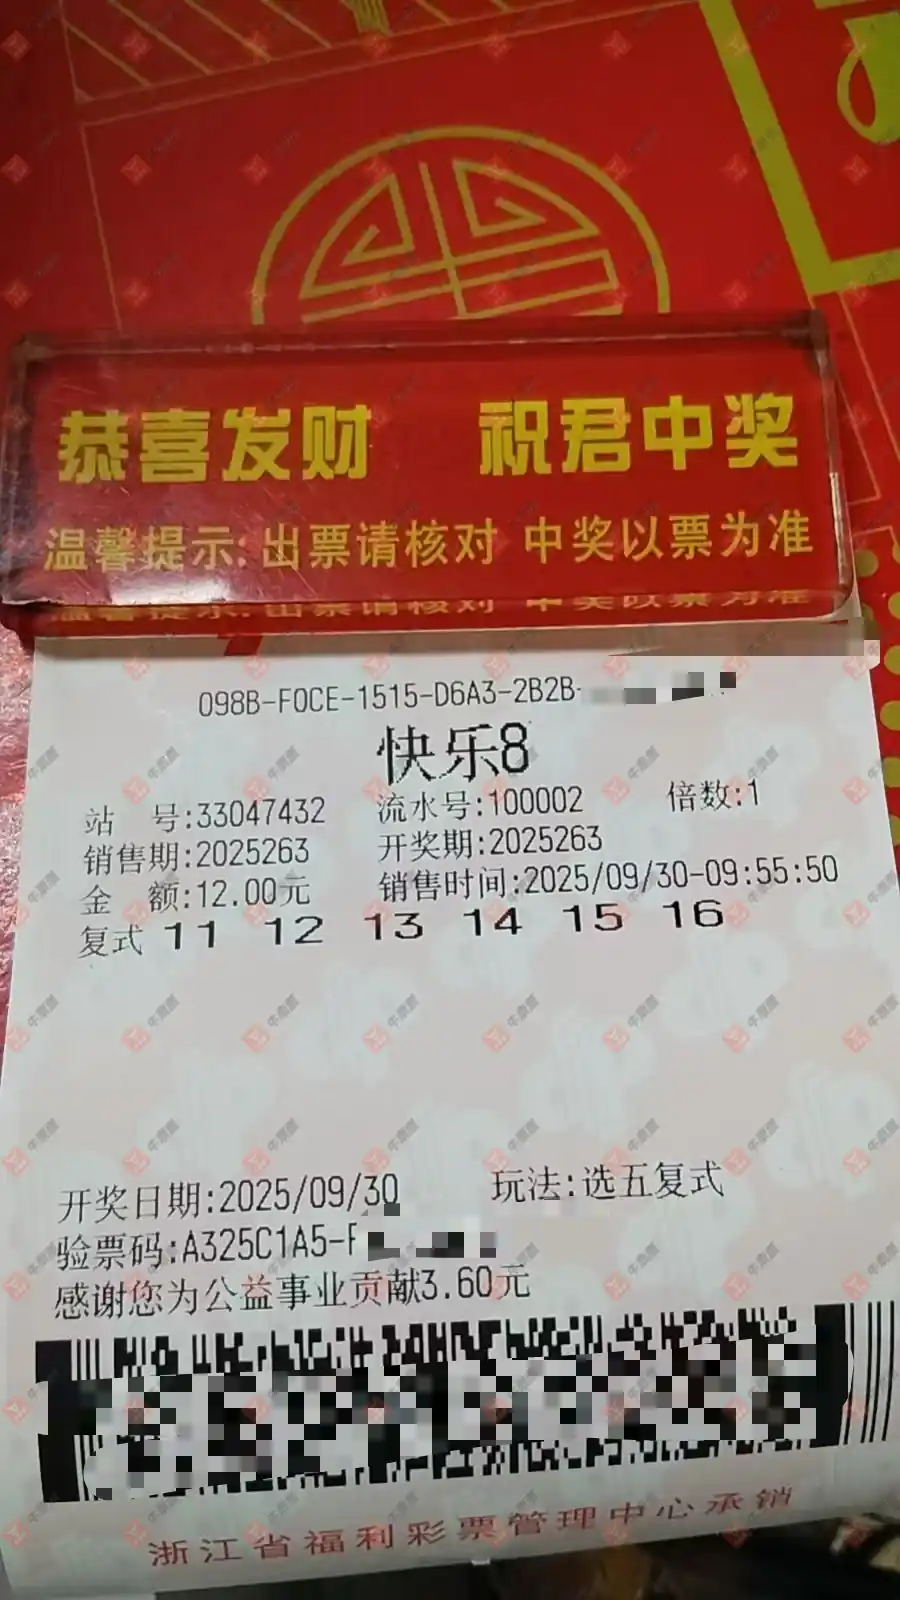 恭喜发财 祝君中奖
温馨提示:出票请核对 中奖以票为准
098B-F0CE-1515-D6A3-2B2B-
快乐8
站 号:33047432 流水号:100002 倍数:1
销售期:2025263 开奖期:2025263
金 额:12.00元 销售时间:2025/09/30-09:55:50
复式 11 12 13 14 15 16
开奖日期:2025/09/30 玩法:选五复式
验票码:A325C1A5-F
感谢您为公益事业贡献3.60元
浙江省福利彩票管理中心承销